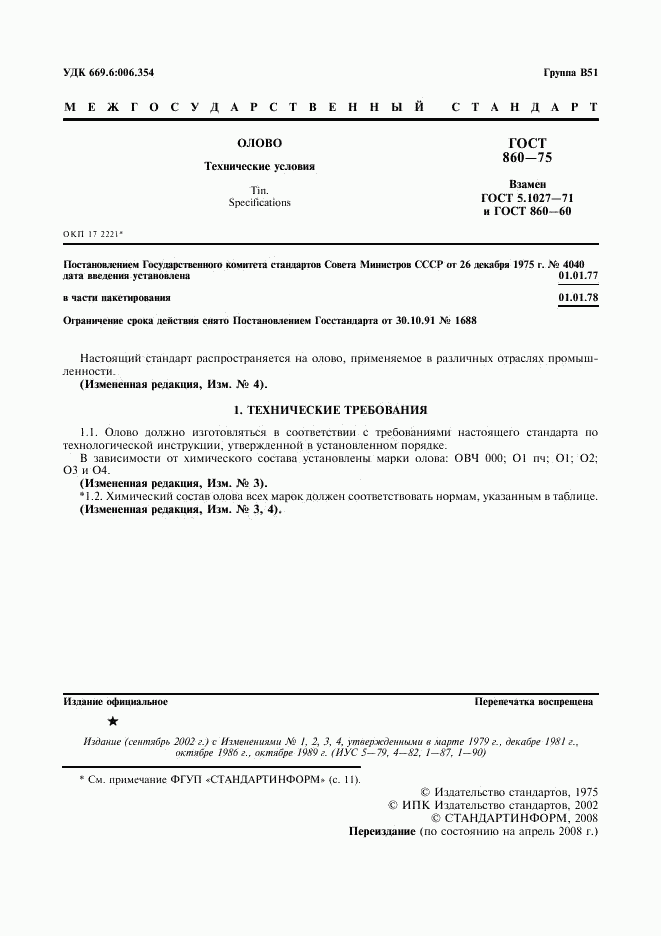 УДК 669.6:006.354 Группа В51
МЕЖГОСУДАРСТВЕННЫЙ СТАНДАРТ
ОЛОВО
Технические условия
Tin.
Specifications
ГОСТ
860—75
Взамен
ГОСТ 5.1027—71
и ГОСТ 860—60
ОКП 17 2221*
Постановлением Государственного комитета стандартов Совета Министров СССР от 26 декабря 1975 г. № 4040
дата введения установлена 01.01.77
в части пакетирования 01.01.78
Ограничение срока действия снято Постановлением Госстандарта от 30.10.91 № 1688
Настоящий стандарт распространяется на олово, применяемое в различных отраслях промыш-
ленности.
(Измененная редакция, Изм. № 4).
1. ТЕХНИЧЕСКИЕ ТРЕБОВАНИЯ
1.1. Олово должно изготовляться в соответствии с требованиями настоящего стандарта по
технологической инструкции, утвержденной в установленном порядке.
В зависимости от химического состава установлены марки олова: ОВЧ 000; О1 пч; О1; О2;
О3 и О4.
(Измененная редакция, Изм. № 3).
*1.2. Химический состав олова всех марок должен соответствовать нормам, указанным в таблице.
(Измененная редакция, Изм. № 3, 4).
Издание официальное Перепечатка воспрещена
★
Издание (сентябрь 2002 г.) с Изменениями № 1, 2, 3, 4, утвержденными в марте 1979 г., декабре 1981 г.,
октябре 1986 г., октябре 1989 г. (ИУС 5—79, 4—82, 1—87, 1—90)
* См. примечание ФГУП «СТАНДАРТИНФОРМ» (с. 11).
© Издательство стандартов, 1975
© ИПК Издательство стандартов, 2002
© СТАНДАРТИНФОРМ, 2008
Переиздание (по состоянию на апрель 2008 г.)